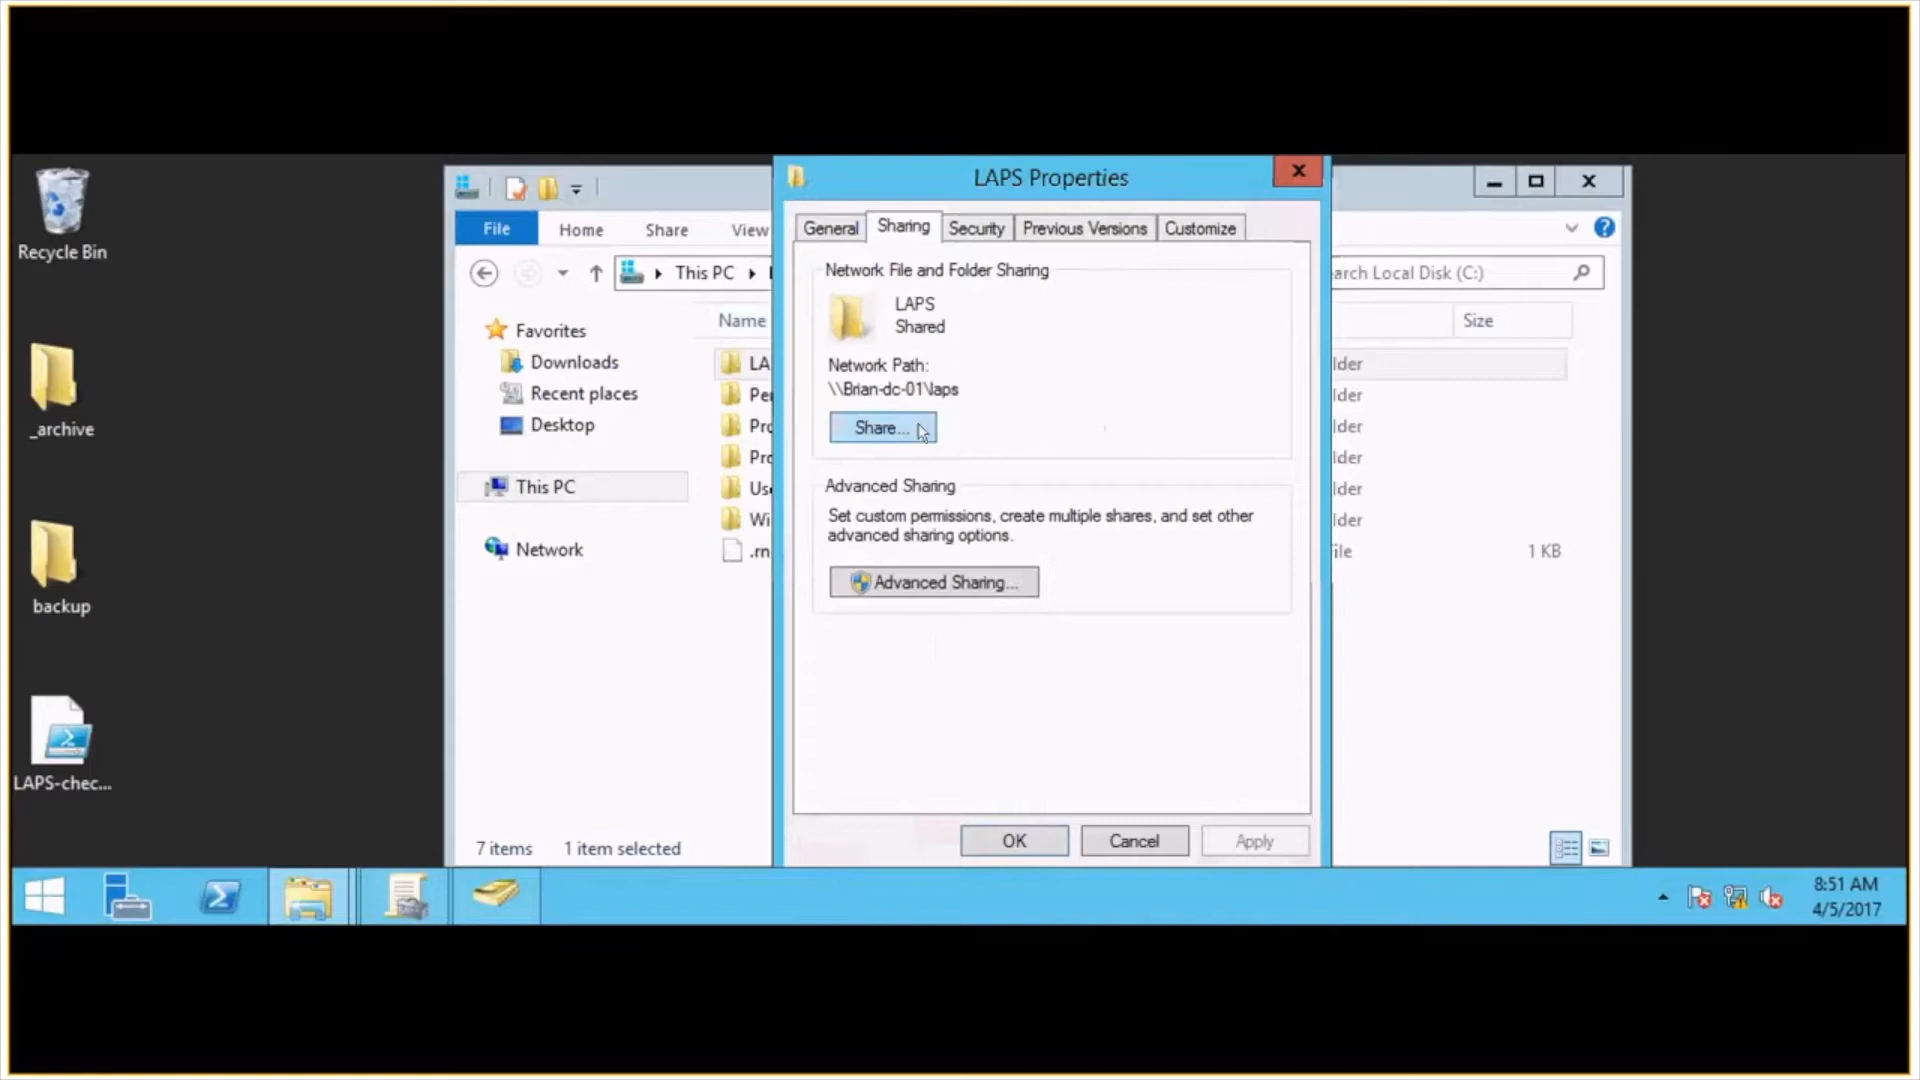 Recycle Bin
_archive
backup
LAPS-chec...
File
Home
Share
View
This PC
Favorites
Downloads
Recent places
Desktop
This PC
Network
Name
LA
Per
Pro
Pro
Use
Wi
.rn
7 items
1 item selected
LAPS Properties
General
Sharing
Security
Previous Versions
Customize
Network File and Folder Sharing
LAPS
Shared
Network Path:
\\Brian-dc-01\laps
Share...
Advanced Sharing
Set custom permissions, create multiple shares, and set other
advanced sharing options.
Advanced Sharing...
OK
Cancel
Apply
arch Local Disk (C:)
Size
lder
lder
lder
lder
lder
lder
ile
1 KB
8:51 AM
4/5/2017